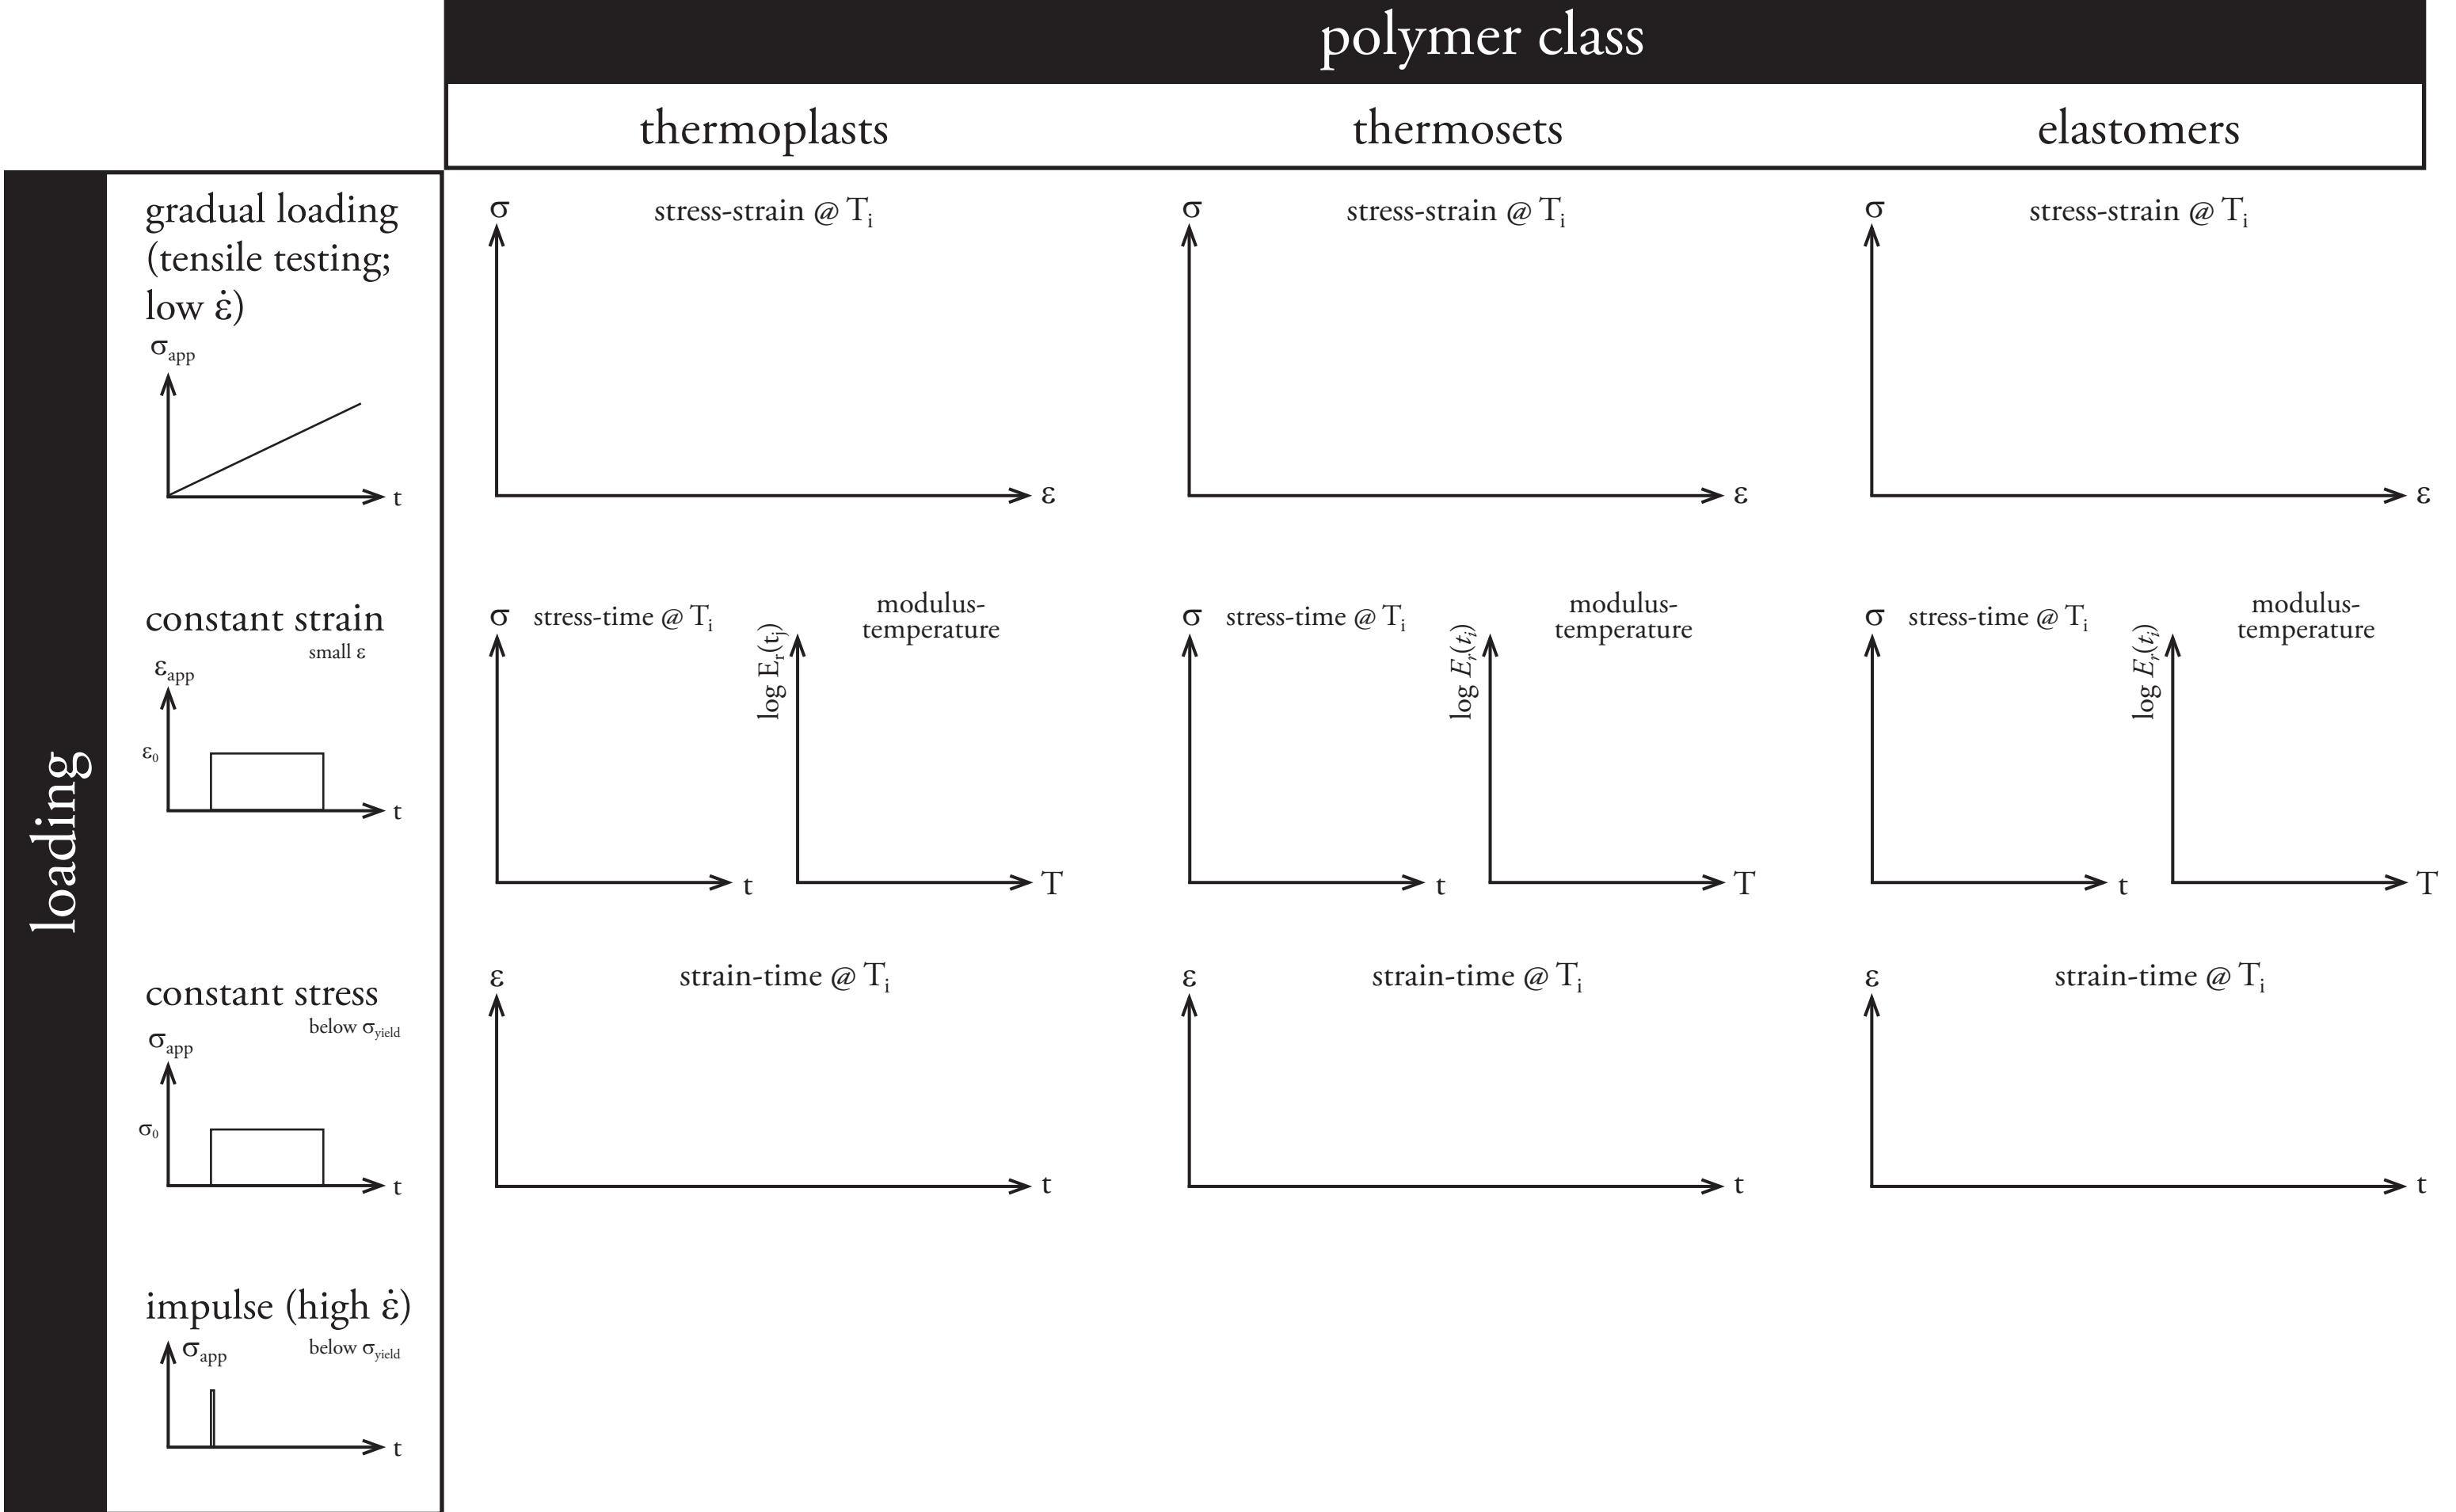 polymer class
thermoplasts
thermosets
elastomers
loading
gradual loading
(tensile testing;
low ε̇)
σapp
t
σ
stress-strain @ Ti
ε
σ
stress-strain @ Ti
ε
σ
stress-strain @ Ti
ε
constant strain
small ε
εapp
ε0
t
σ
stress-time @ Ti
t
log Er(tj)
modulus-
temperature
T
σ
stress-time @ Ti
t
log Er(ti)
modulus-
temperature
T
σ
stress-time @ Ti
t
log Er(ti)
modulus-
temperature
T
constant stress
below σyield
σapp
σ0
t
ε
strain-time @ Ti
t
ε
strain-time @ Ti
t
ε
strain-time @ Ti
t
impulse (high ε̇)
σapp
below σyield
t